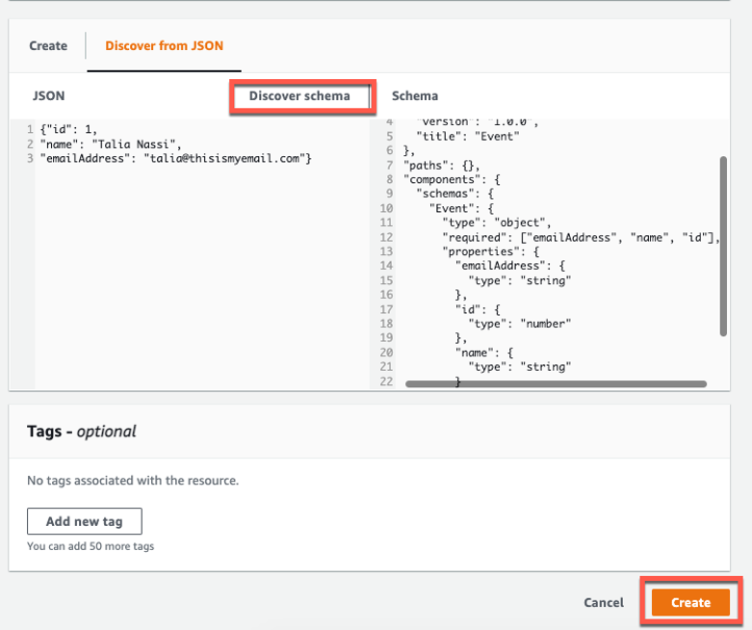 Create
Discover from JSON
JSON
Discover schema
Schema
1 {"id": 1,
2 "name": "Talia Nassi",
3 "emailAddress": "talia@thisismyemail.com"}
4 "version": "1.0.0",
5 "title": "Event"
6 },
7 "paths": {},
8 "components": {
9 "schemas": {
10 "Event": {
11 "type": "object",
12 "required": ["emailAddress", "name", "id"],
13 "properties": {
14 "emailAddress": {
15 "type": "string"
16 },
17 "id": {
18 "type": "number"
19 },
20 "name": {
21 "type": "string"
22 }
Tags - optional
No tags associated with the resource.
Add new tag
You can add 50 more tags
Cancel
Create